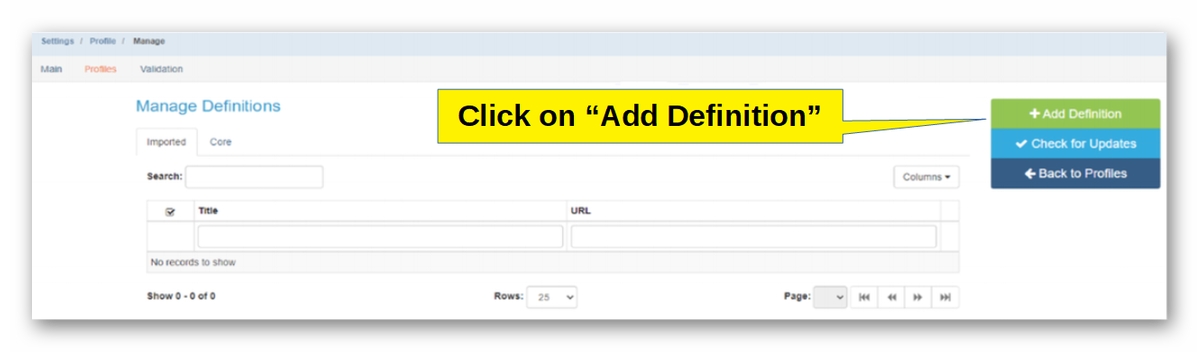 Settings / Profile / Manage
Main Profiles Validation
Manage Definitions
Click on “Add Definition”
Add Definition
Check for Updates
Back to Profiles
Imported Core
Search:
Columns
Title URL
No records to show
Show 0 - 0 of 0 Rows: 25 Page: